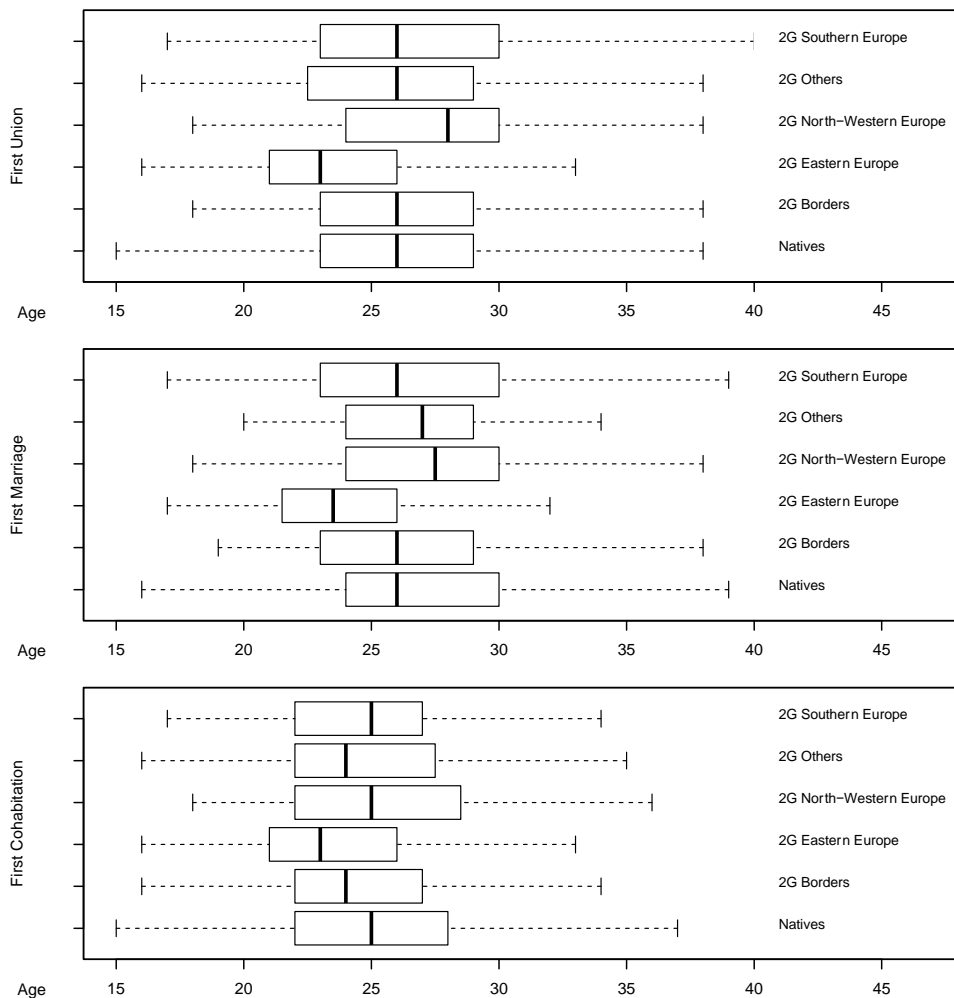 First Union
2G Southern Europe
2G Others
2G North−Western Europe
2G Eastern Europe
2G Borders
Natives
Age 15 20 25 30 35 40 45
First Marriage
2G Southern Europe
2G Others
2G North−Western Europe
2G Eastern Europe
2G Borders
Natives
Age 15 20 25 30 35 40 45
First Cohabitation
2G Southern Europe
2G Others
2G North−Western Europe
2G Eastern Europe
2G Borders
Natives
Age 15 20 25 30 35 40 45